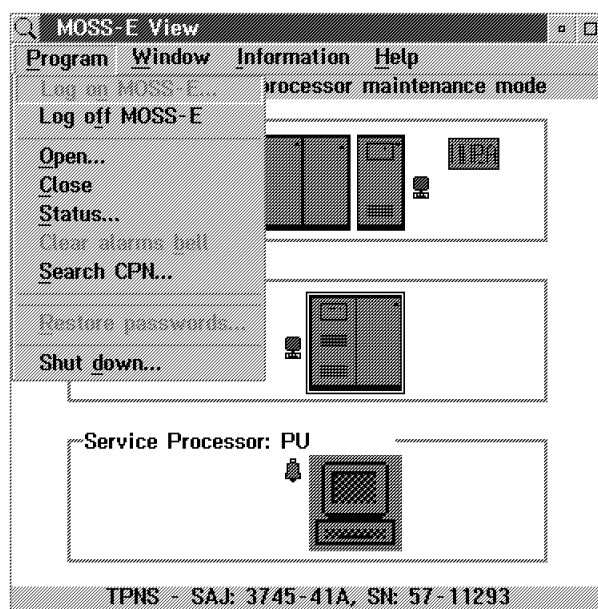 MOSS-E View
Program Window Information Help
Log on MOSS-E... processor maintenance mode
Log off MOSS-E
Open...
Close
Status...
Clear alarms bell
Search CPN...
Restore passwords...
Shut down...
Service Processor: PU
TPNS - SAJ: 3745-41A, SN: 57-11293